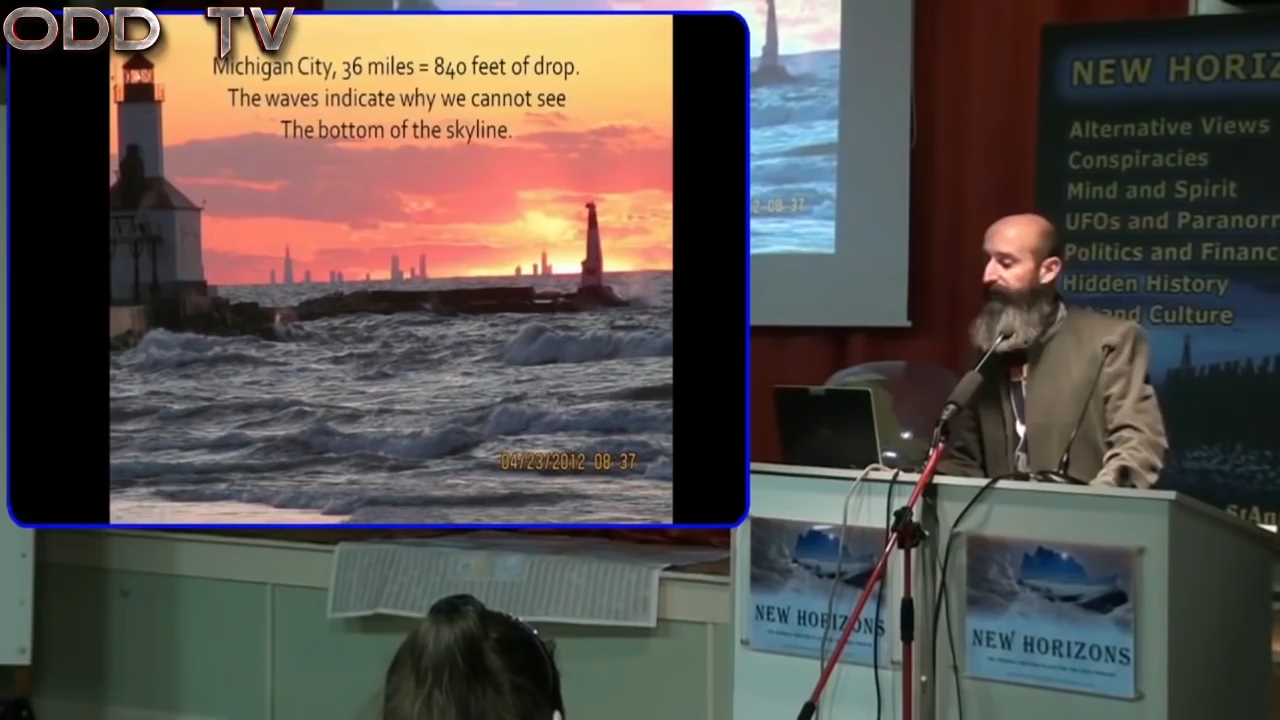 ODD TV
Michigan City, 36 miles = 840 feet of drop.
The waves indicate why we cannot see
The bottom of the skyline.
04/23/2012 08:37
NEW HORIZ
Alternative Views
Conspiracies
Mind and Spirit
UFOs and Paranorm
Politics and Financ
Hidden History
and Culture
NEW HORIZONS
NEW HORIZONS